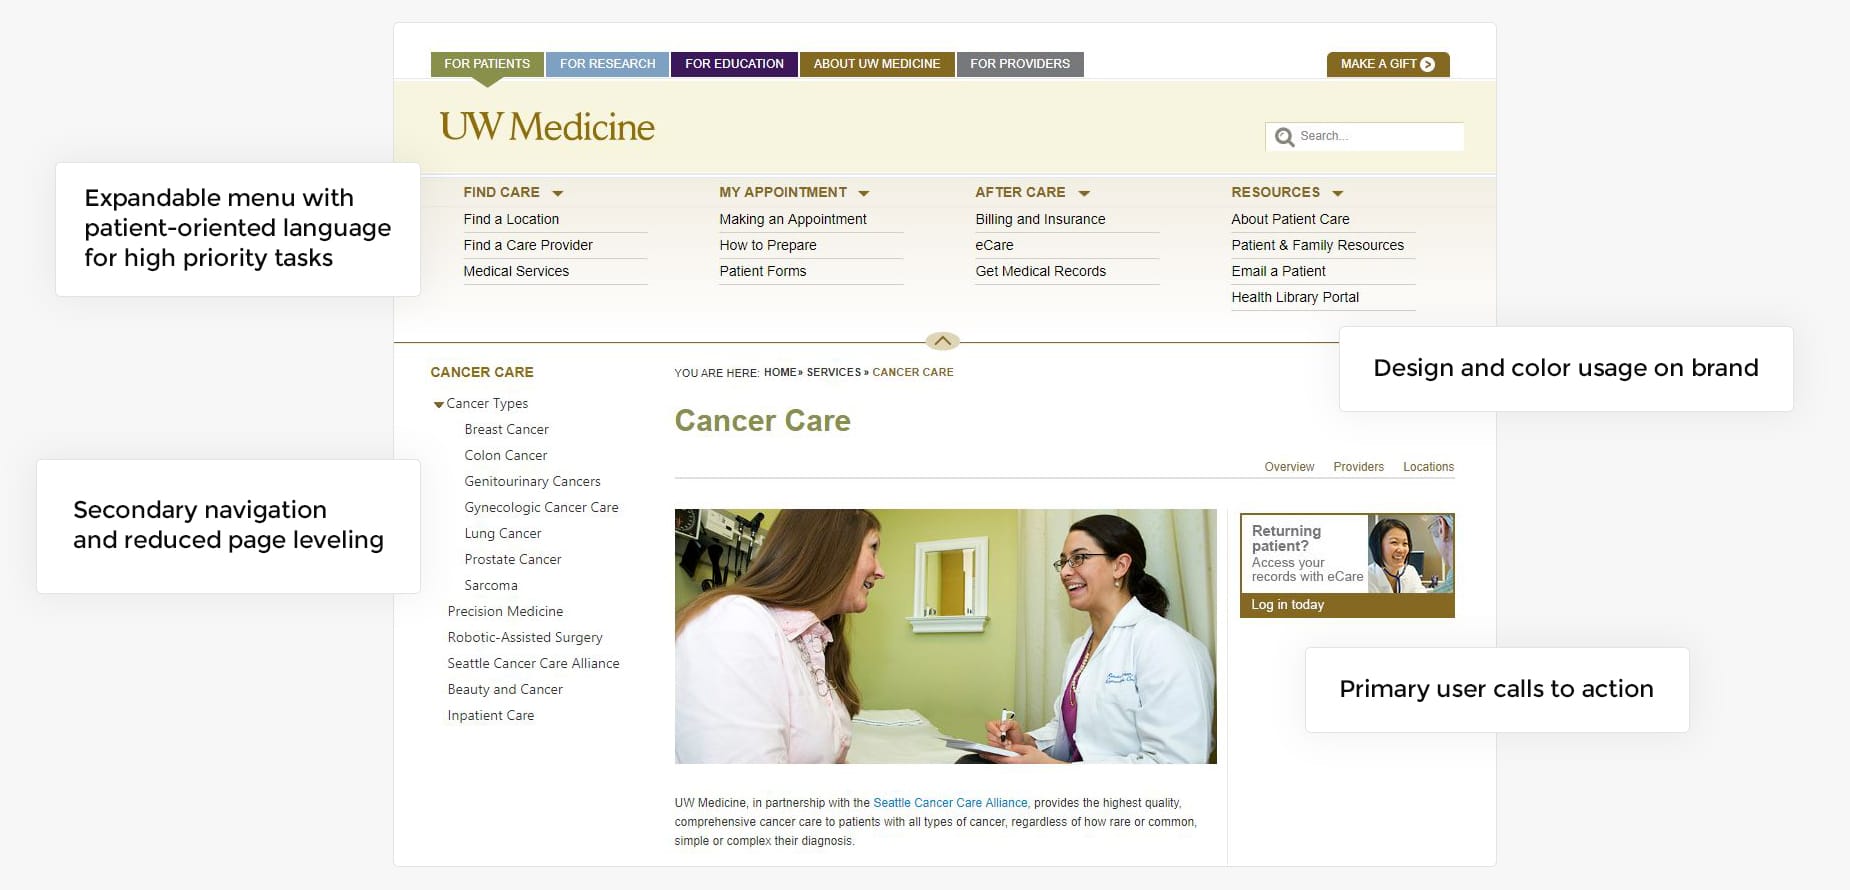 FOR PATIENTS
FOR RESEARCH
FOR EDUCATION
ABOUT UW MEDICINE
FOR PROVIDERS
MAKE A GIFT
UW Medicine
Search...
Expandable menu with
patient-oriented language
for high priority tasks
FIND CARE
Find a Location
Find a Care Provider
Medical Services
MY APPOINTMENT
Making an Appointment
How to Prepare
Patient Forms
AFTER CARE
Billing and Insurance
eCare
Get Medical Records
RESOURCES
About Patient Care
Patient & Family Resources
Email a Patient
Health Library Portal
Design and color usage on brand
CANCER CARE
Cancer Types
Breast Cancer
Colon Cancer
Genitourinary Cancers
Gynecologic Cancer Care
Lung Cancer
Prostate Cancer
Sarcoma
Precision Medicine
Robotic-Assisted Surgery
Seattle Cancer Care Alliance
Beauty and Cancer
Inpatient Care
Secondary navigation
and reduced page leveling
YOU ARE HERE: HOME» SERVICES » CANCER CARE
Cancer Care
Overview Providers Locations
Returning
patient?
Access your
records with eCare
Log in today
Primary user calls to action
UW Medicine, in partnership with the Seattle Cancer Care Alliance, provides the highest quality,
comprehensive cancer care to patients with all types of cancer, regardless of how rare or common,
simple or complex their diagnosis.